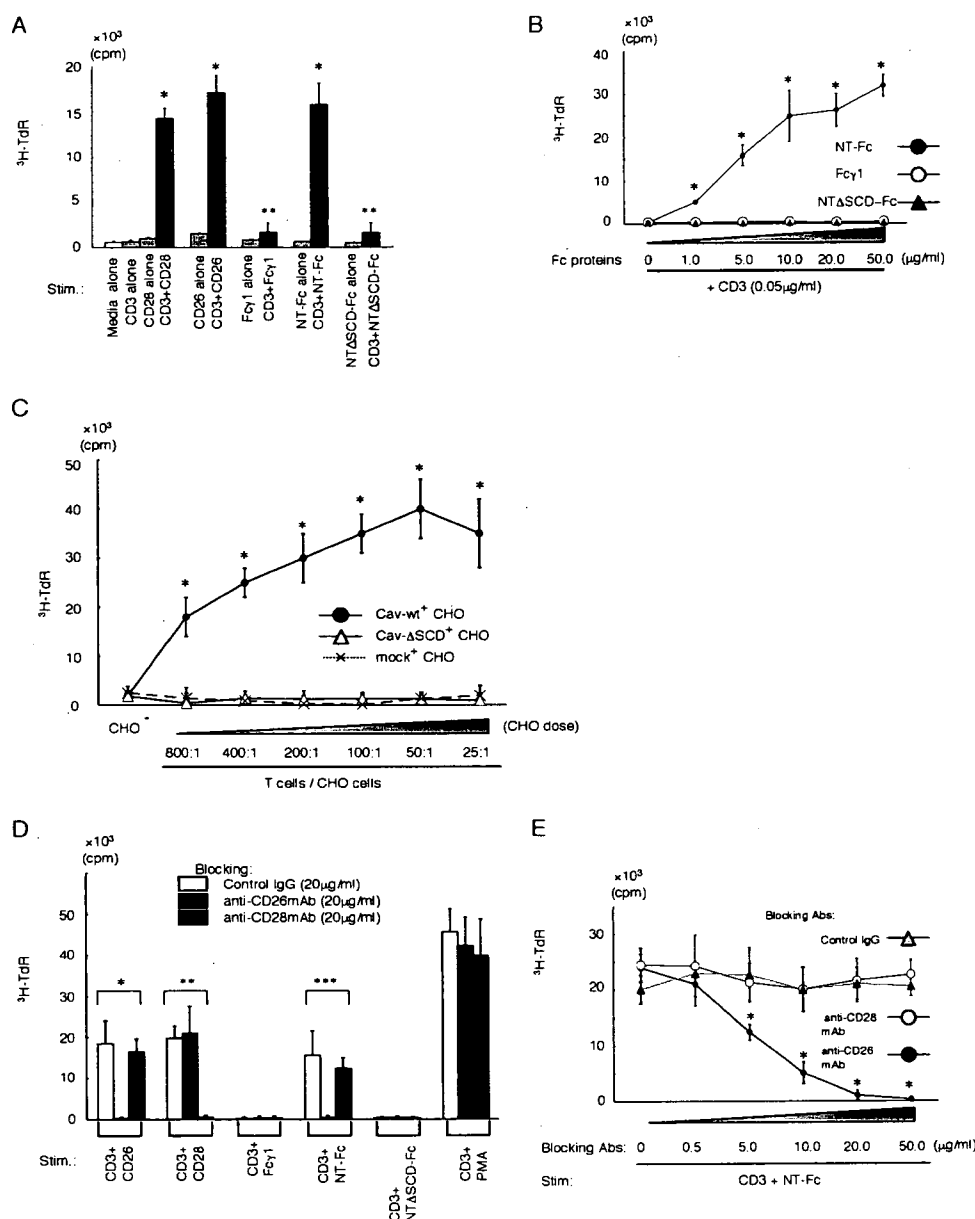 A
×10³
(cpm)
20
15
10
5
0
³H-TdR
*
*
**
*
**
Stim.:
Media alone
CD3 alone
CD28 alone
CD3+CD28
CD26 alone
CD3+CD26
Fcγ1 alone
CD3+Fcγ1
NT-Fc alone
CD3+NT-Fc
NTΔSCD-Fc alone
CD3+NTΔSCD-Fc
B
×10³
(cpm)
40
30
20
10
0
³H-TdR
*
*
*
*
*
NT-Fc
Fcγ1
NTΔSCD-Fc
Fc proteins
0 1.0 5.0 10.0 20.0 50.0 (μg/ml)
+ CD3 (0.05μg/ml)
C
×10³
(cpm)
50
40
30
20
10
0
³H-TdR
*
*
*
*
*
*
Cav-wt⁺ CHO
Cav-ΔSCD⁺ CHO
mock⁺ CHO
CHO⁻
(CHO dose)
800:1 400:1 200:1 100:1 50:1 25:1
T cells / CHO cells
D
×10³
(cpm)
Blocking:
Control IgG (20μg/ml)
anti-CD26mAb (20μg/ml)
anti-CD28mAb (20μg/ml)
50
40
30
20
10
0
³H-TdR
*
**
***
Stim.:
CD3+
CD26
CD3+
CD28
CD3+
Fcγ1
CD3+
NT-Fc
CD3+
NTΔSCD-Fc
CD3+
PMA
E
×10³
(cpm)
30
20
10
0
³H-TdR
Blocking Abs:
Control IgG
anti-CD28
mAb
anti-CD26
mAb
*
*
*
*
Blocking Abs:
0 0.5 5.0 10.0 20.0 50.0 (μg/ml)
Stim: CD3 + NT-Fc